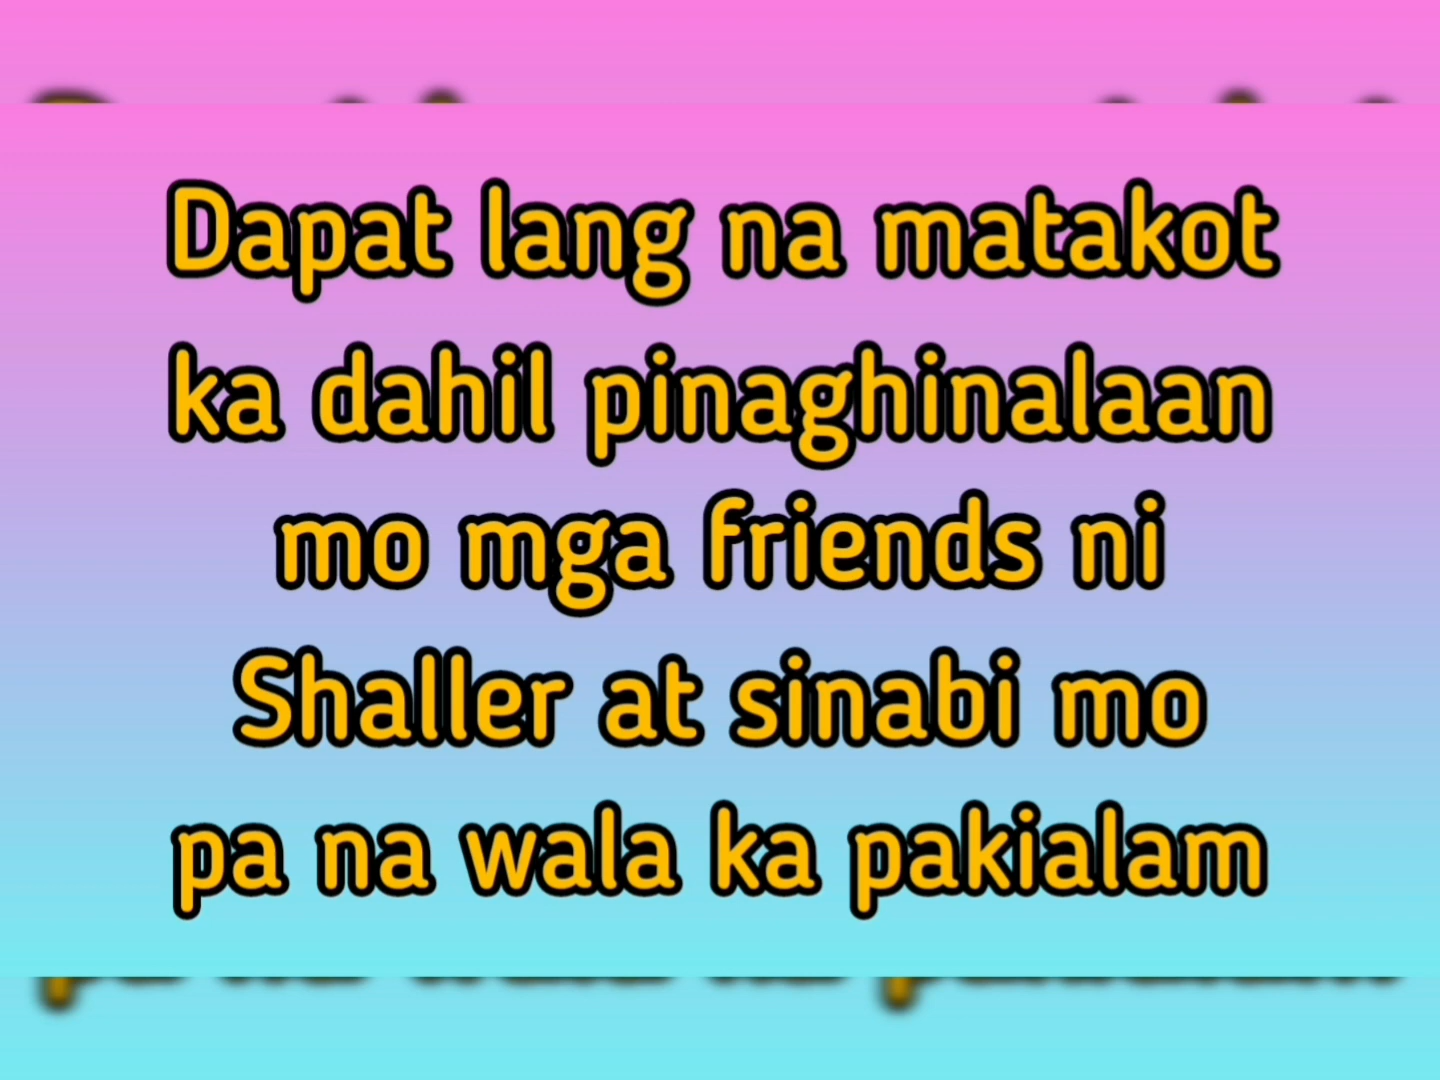 Dapat lang na matakot
ka dahil pinaghinalaan
mo mga friends ni
Shaller at sinabi mo
pa na wala ka pakialam